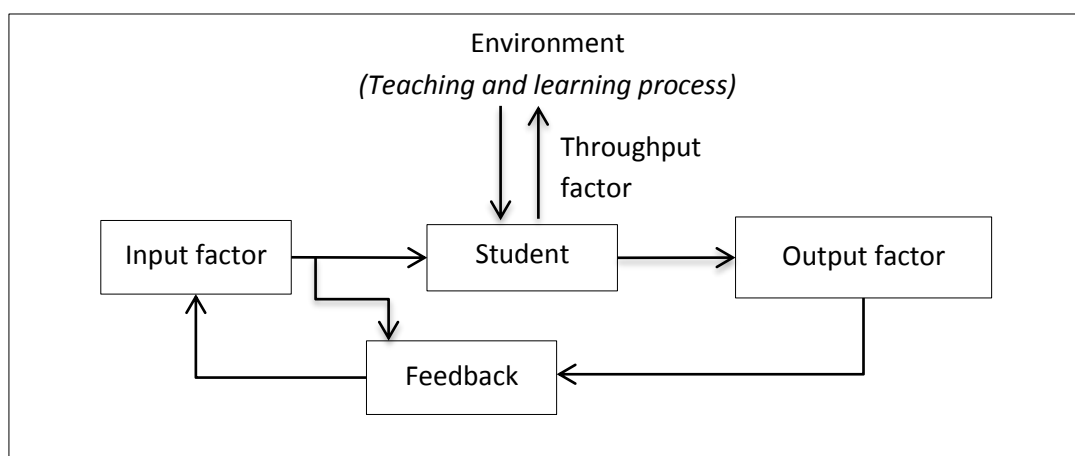 Environment
(Teaching and learning process)
Throughput
factor
Input factor
Student
Output factor
Feedback